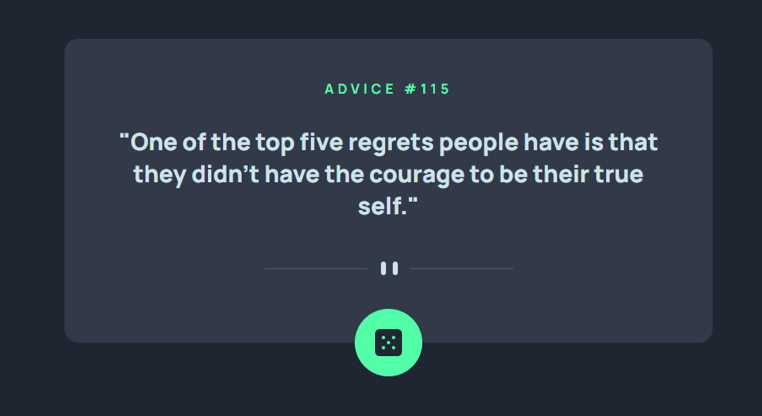 ADVICE #115
"One of the top five regrets people have is that
they didn't have the courage to be their true
self."